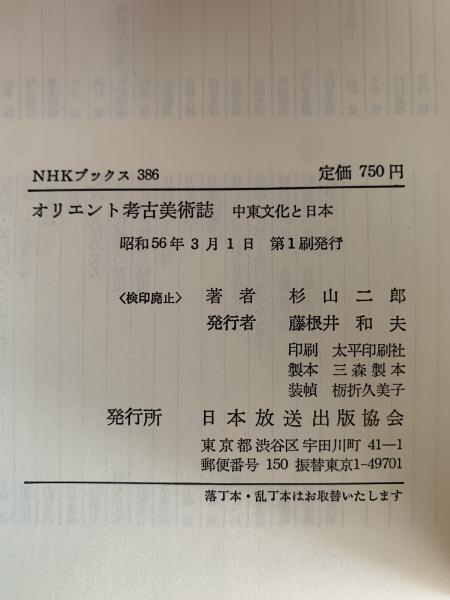 NHKブックス 386　定価 750円
オリエント考古美術誌　中東文化と日本
昭和56年3月1日　第1刷発行
〈検印廃止〉　著者　杉山二郎
発行者　藤根井和夫
印刷　太平印刷社
製本　三森製本
装幀　栃折久美子
発行所　日本放送出版協会
東京都渋谷区宇田川町 41―1
郵便番号 150 振替東京1-49701
落丁本・乱丁本はお取替いたします